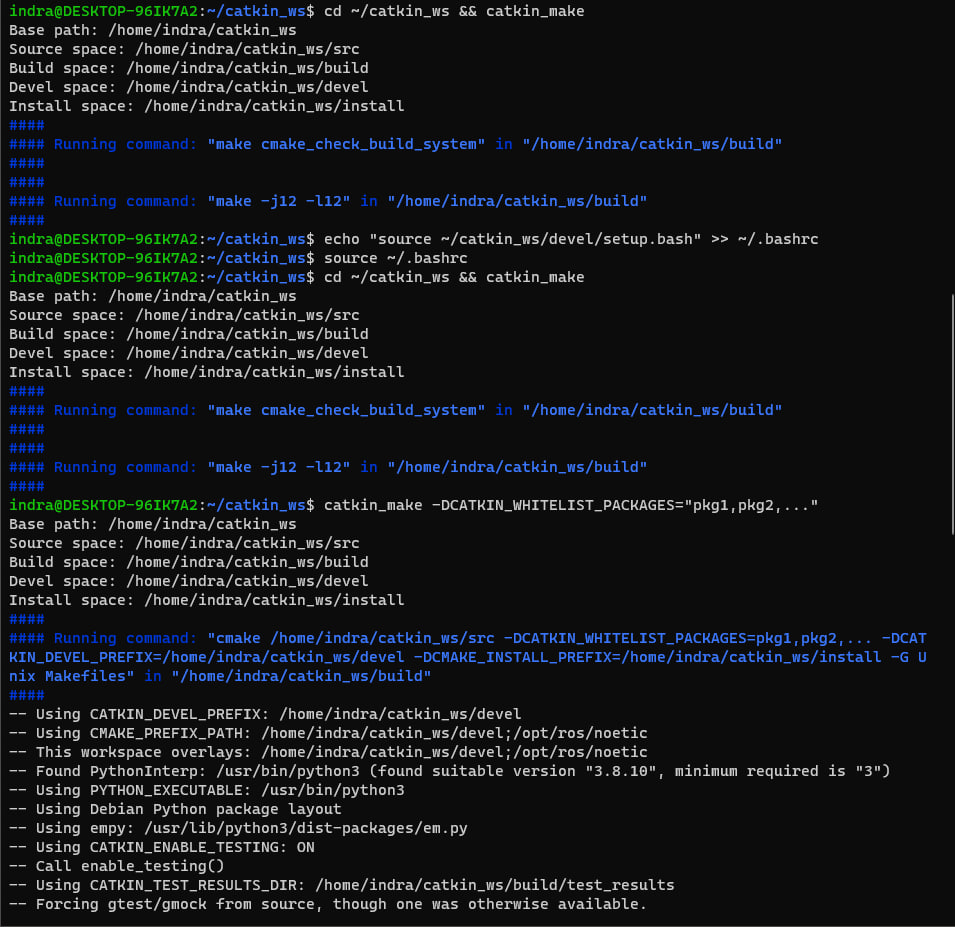 indra@DESKTOP-96IK7A2:~/catkin_ws$ cd ~/catkin_ws && catkin_make
Base path: /home/indra/catkin_ws
Source space: /home/indra/catkin_ws/src
Build space: /home/indra/catkin_ws/build
Devel space: /home/indra/catkin_ws/devel
Install space: /home/indra/catkin_ws/install
####
#### Running command: "make cmake_check_build_system" in "/home/indra/catkin_ws/build"
####
####
#### Running command: "make -j12 -l12" in "/home/indra/catkin_ws/build"
####
indra@DESKTOP-96IK7A2:~/catkin_ws$ echo "source ~/catkin_ws/devel/setup.bash" >> ~/.bashrc
indra@DESKTOP-96IK7A2:~/catkin_ws$ source ~/.bashrc
indra@DESKTOP-96IK7A2:~/catkin_ws$ cd ~/catkin_ws && catkin_make
Base path: /home/indra/catkin_ws
Source space: /home/indra/catkin_ws/src
Build space: /home/indra/catkin_ws/build
Devel space: /home/indra/catkin_ws/devel
Install space: /home/indra/catkin_ws/install
####
#### Running command: "make cmake_check_build_system" in "/home/indra/catkin_ws/build"
####
####
#### Running command: "make -j12 -l12" in "/home/indra/catkin_ws/build"
####
indra@DESKTOP-96IK7A2:~/catkin_ws$ catkin_make -DCATKIN_WHITELIST_PACKAGES="pkg1,pkg2,..."
Base path: /home/indra/catkin_ws
Source space: /home/indra/catkin_ws/src
Build space: /home/indra/catkin_ws/build
Devel space: /home/indra/catkin_ws/devel
Install space: /home/indra/catkin_ws/install
####
#### Running command: "cmake /home/indra/catkin_ws/src -DCATKIN_WHITELIST_PACKAGES=pkg1,pkg2,... -DCAT
KIN_DEVEL_PREFIX=/home/indra/catkin_ws/devel -DCMAKE_INSTALL_PREFIX=/home/indra/catkin_ws/install -G U
nix Makefiles" in "/home/indra/catkin_ws/build"
####
-- Using CATKIN_DEVEL_PREFIX: /home/indra/catkin_ws/devel
-- Using CMAKE_PREFIX_PATH: /home/indra/catkin_ws/devel;/opt/ros/noetic
-- This workspace overlays: /home/indra/catkin_ws/devel;/opt/ros/noetic
-- Found PythonInterp: /usr/bin/python3 (found suitable version "3.8.10", minimum required is "3")
-- Using PYTHON_EXECUTABLE: /usr/bin/python3
-- Using Debian Python package layout
-- Using empy: /usr/lib/python3/dist-packages/em.py
-- Using CATKIN_ENABLE_TESTING: ON
-- Call enable_testing()
-- Using CATKIN_TEST_RESULTS_DIR: /home/indra/catkin_ws/build/test_results
-- Forcing gtest/gmock from source, though one was otherwise available.